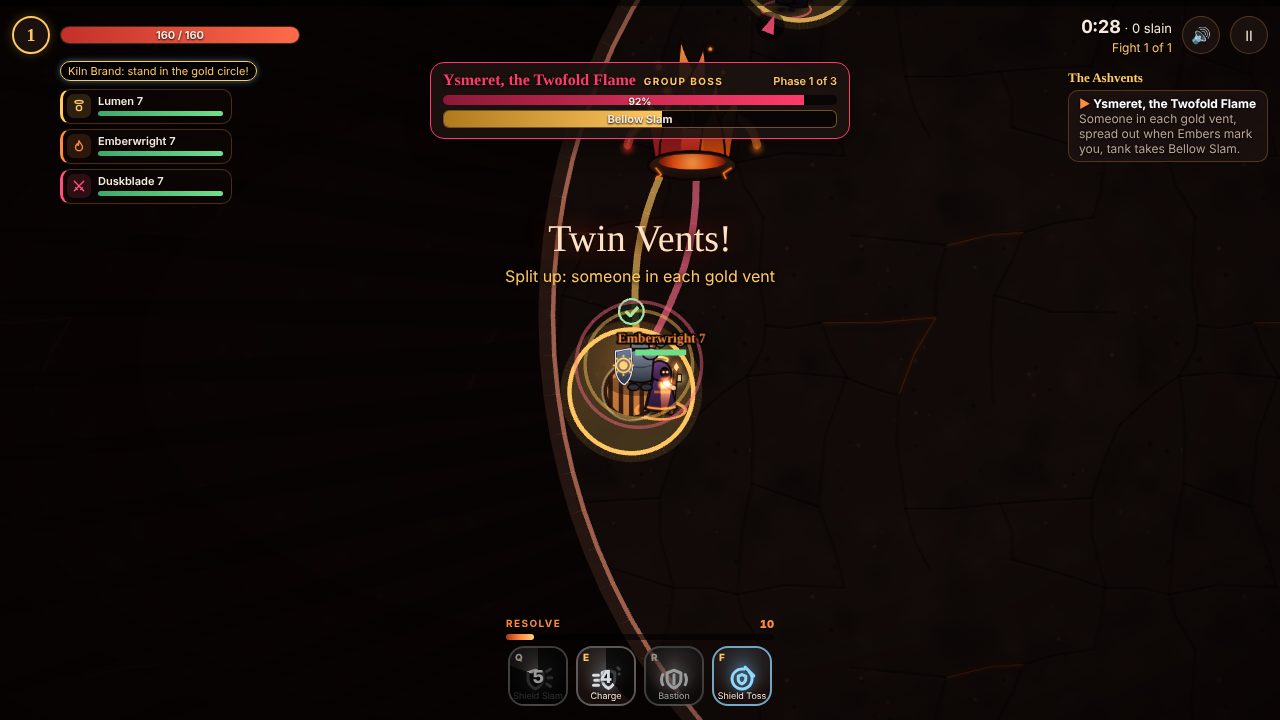 1
160 / 160
Kiln Brand: stand in the gold circle!
Lumen 7
Emberwright 7
Duskblade 7
Ysmeret, the Twofold Flame GROUP BOSS Phase 1 of 3
92%
Bellow Slam
0:28 · 0 slain
Fight 1 of 1
The Ashvents
Ysmeret, the Twofold Flame
Someone in each gold vent,
spread out when Embers mark
you, tank takes Bellow Slam.
Twin Vents!
Split up: someone in each gold vent
Emberwright 7
RESOLVE 10
Q 5 Shield Slam
E 4 Charge
R Bastion
F Shield Toss